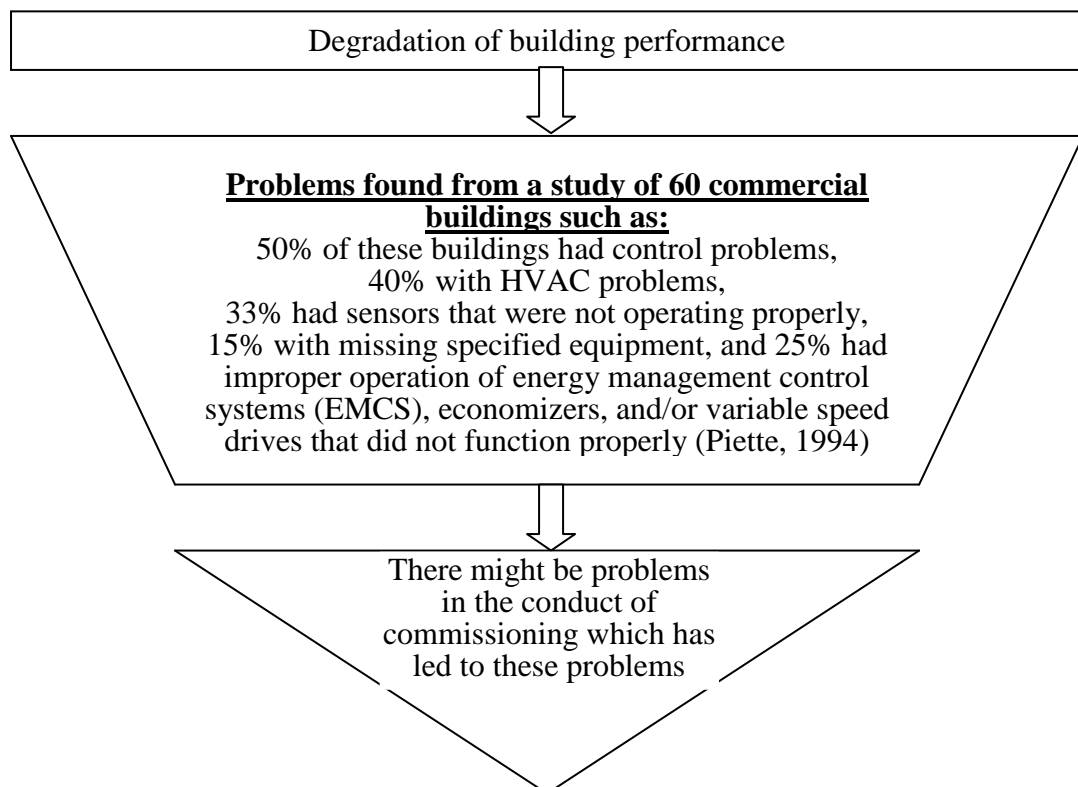 Degradation of building performance
Problems found from a study of 60 commercial
buildings such as:
50% of these buildings had control problems,
40% with HVAC problems,
33% had sensors that were not operating properly,
15% with missing specified equipment, and 25% had
improper operation of energy management control
systems (EMCS), economizers, and/or variable speed
drives that did not function properly (Piette, 1994)
There might be problems
in the conduct of
commissioning which has
led to these problems